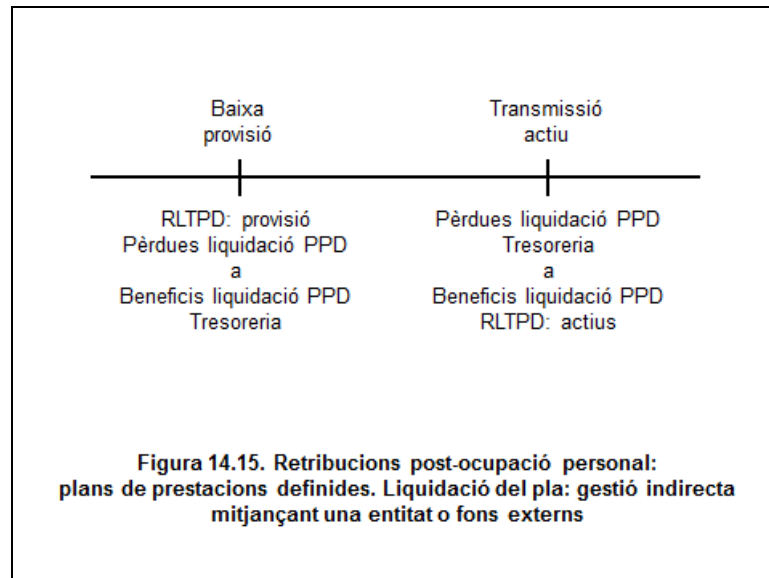 Baixa
provisió
Transmissió
actiu
RLTPD: provisió
Pèrdues liquidació PPD
a
Beneficis liquidació PPD
Tresoreria
Pèrdues liquidació PPD
Tresoreria
a
Beneficis liquidació PPD
RLTPD: actius
Figura 14.15. Retribucions post-ocupació personal:
plans de prestacions definides. Liquidació del pla: gestió indirecta
mitjançant una entitat o fons externs